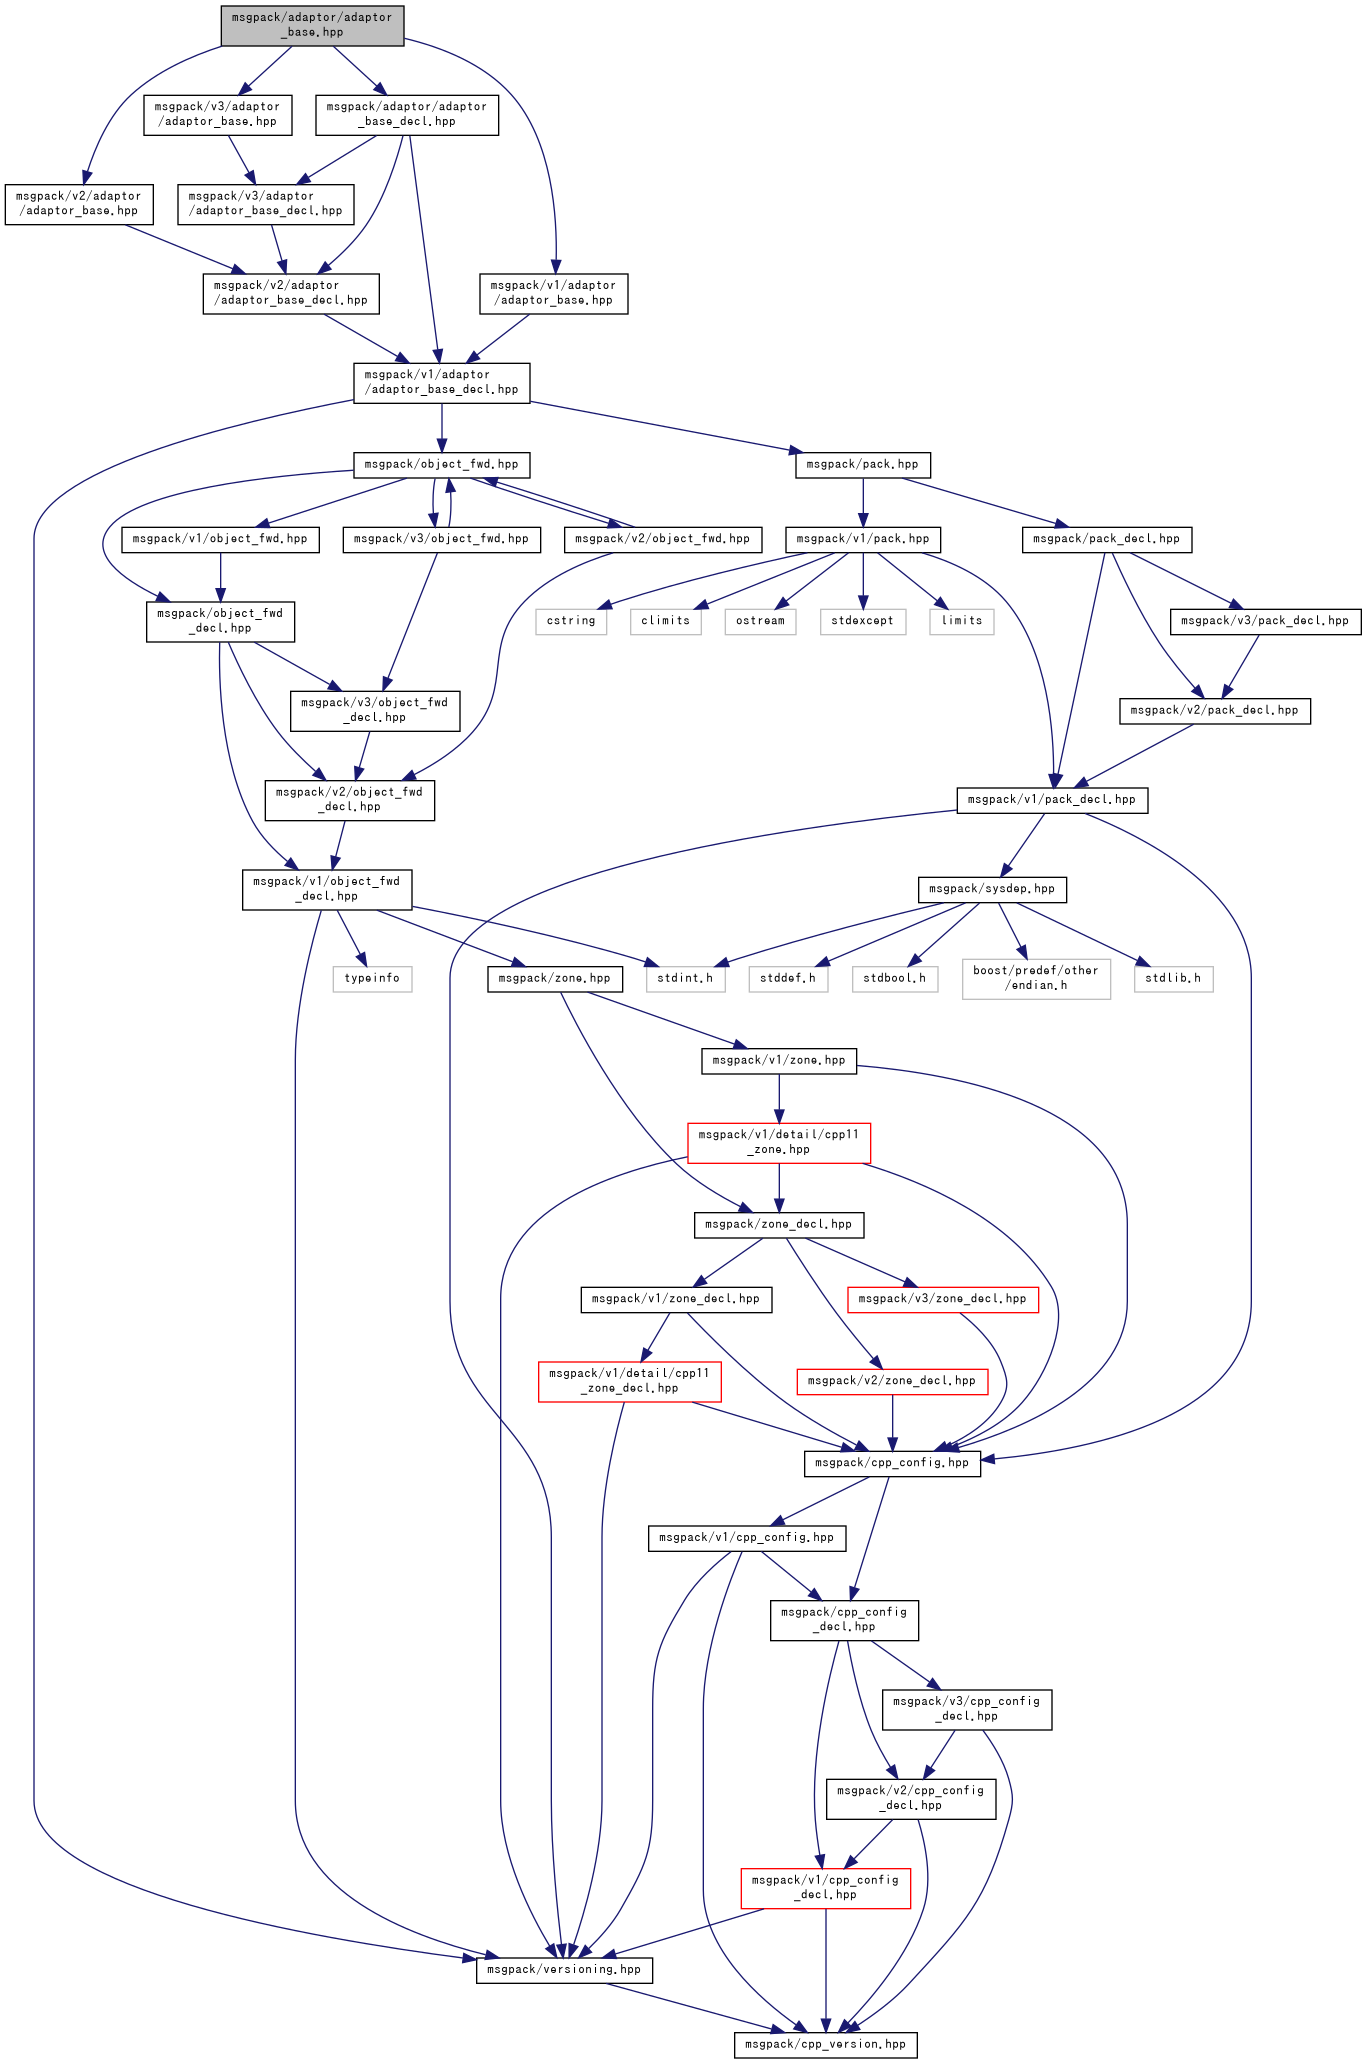 msgpack/adaptor/adaptor
_base.hpp
msgpack/v3/adaptor
/adaptor_base.hpp
msgpack/adaptor/adaptor
_base_decl.hpp
msgpack/v2/adaptor
/adaptor_base.hpp
msgpack/v3/adaptor
/adaptor_base_decl.hpp
msgpack/v2/adaptor
/adaptor_base_decl.hpp
msgpack/v1/adaptor
/adaptor_base.hpp
msgpack/v1/adaptor
/adaptor_base_decl.hpp
msgpack/object_fwd.hpp
msgpack/pack.hpp
msgpack/v1/object_fwd.hpp
msgpack/v3/object_fwd.hpp
msgpack/v2/object_fwd.hpp
msgpack/v1/pack.hpp
msgpack/pack_decl.hpp
msgpack/object_fwd
_decl.hpp
cstring
climits
ostream
stdexcept
limits
msgpack/v3/pack_decl.hpp
msgpack/v3/object_fwd
_decl.hpp
msgpack/v2/pack_decl.hpp
msgpack/v2/object_fwd
_decl.hpp
msgpack/v1/pack_decl.hpp
msgpack/v1/object_fwd
_decl.hpp
msgpack/sysdep.hpp
typeinfo
msgpack/zone.hpp
stdint.h
stddef.h
stdbool.h
boost/predef/other
/endian.h
stdlib.h
msgpack/v1/zone.hpp
msgpack/v1/detail/cpp11
_zone.hpp
msgpack/zone_decl.hpp
msgpack/v1/zone_decl.hpp
msgpack/v3/zone_decl.hpp
msgpack/v1/detail/cpp11
_zone_decl.hpp
msgpack/v2/zone_decl.hpp
msgpack/cpp_config.hpp
msgpack/v1/cpp_config.hpp
msgpack/cpp_config
_decl.hpp
msgpack/v3/cpp_config
_decl.hpp
msgpack/v2/cpp_config
_decl.hpp
msgpack/v1/cpp_config
_decl.hpp
msgpack/versioning.hpp
msgpack/cpp_version.hpp